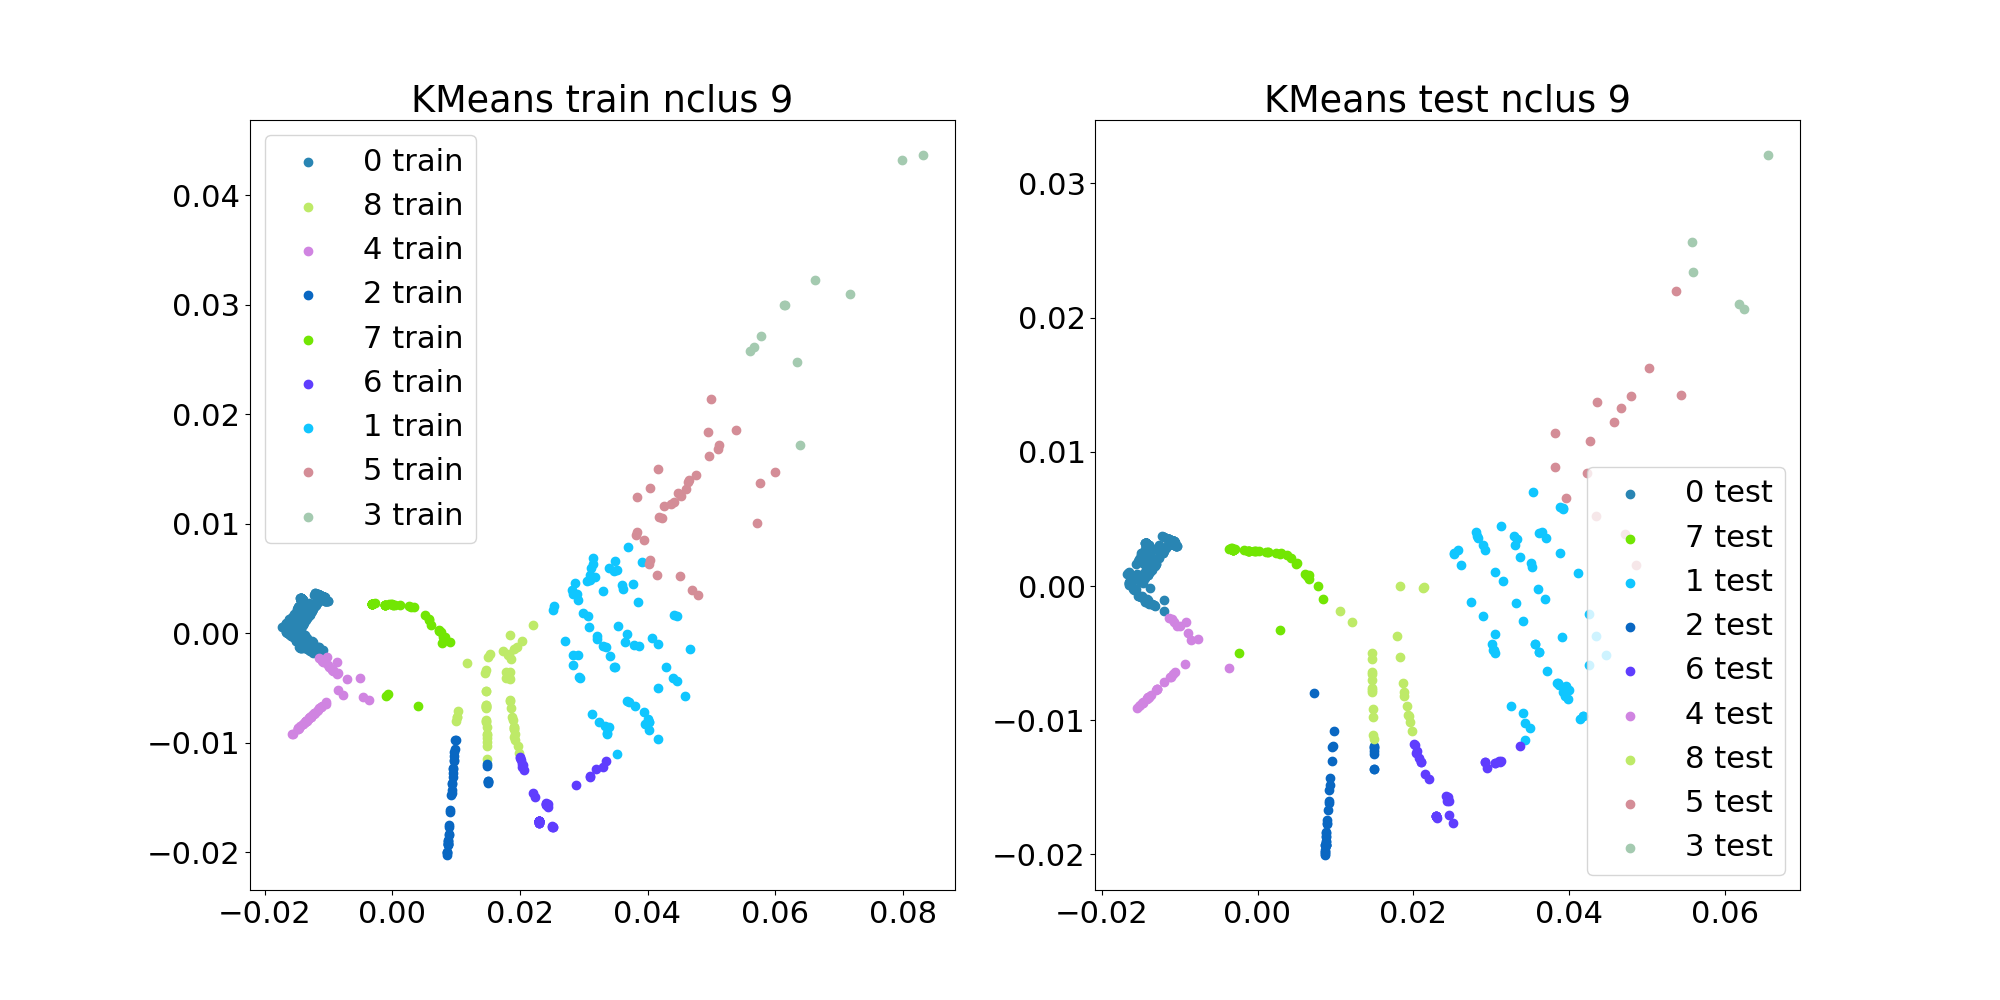 KMeans train nclus 9
0 train
8 train
4 train
2 train
7 train
6 train
1 train
5 train
3 train
0.04
0.03
0.02
0.01
0.00
−0.01
−0.02
−0.02 0.00 0.02 0.04 0.06 0.08
KMeans test nclus 9
0 test
7 test
1 test
2 test
6 test
4 test
8 test
5 test
3 test
0.03
0.02
0.01
0.00
−0.01
−0.02
−0.02 0.00 0.02 0.04 0.06